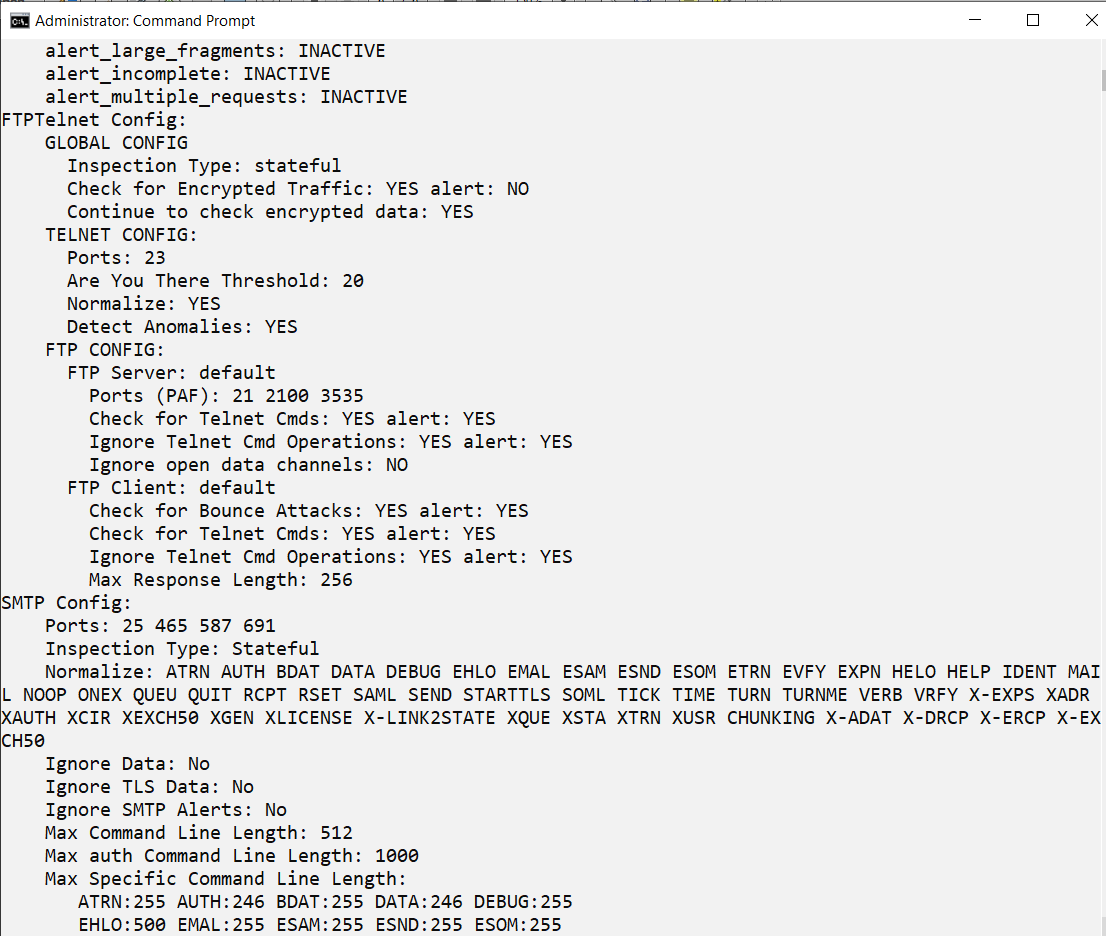 Administrator: Command Prompt
alert_large_fragments: INACTIVE
alert_incomplete: INACTIVE
alert_multiple_requests: INACTIVE
FTPTelnet Config:
GLOBAL CONFIG
Inspection Type: stateful
Check for Encrypted Traffic: YES alert: NO
Continue to check encrypted data: YES
TELNET CONFIG:
Ports: 23
Are You There Threshold: 20
Normalize: YES
Detect Anomalies: YES
FTP CONFIG:
FTP Server: default
Ports (PAF): 21 2100 3535
Check for Telnet Cmds: YES alert: YES
Ignore Telnet Cmd Operations: YES alert: YES
Ignore open data channels: NO
FTP Client: default
Check for Bounce Attacks: YES alert: YES
Check for Telnet Cmds: YES alert: YES
Ignore Telnet Cmd Operations: YES alert: YES
Max Response Length: 256
SMTP Config:
Ports: 25 465 587 691
Inspection Type: Stateful
Normalize: ATRN AUTH BDAT DATA DEBUG EHLO EMAL ESAM ESND ESOM ETRN EVFY EXPN HELO HELP IDENT MAI
L NOOP ONEX QUEU QUIT RCPT RSET SAML SEND STARTTLS SOML TICK TIME TURN TURNME VERB VRFY X-EXPS XADR
XAUTH XCIR XEXCH50 XGEN XLICENSE X-LINK2STATE XQUE XSTA XTRN XUSR CHUNKING X-ADAT X-DRCP X-ERCP X-EX
CH50
Ignore Data: No
Ignore TLS Data: No
Ignore SMTP Alerts: No
Max Command Line Length: 512
Max auth Command Line Length: 1000
Max Specific Command Line Length:
ATRN:255 AUTH:246 BDAT:255 DATA:246 DEBUG:255
EHLO:500 EMAL:255 ESAM:255 ESND:255 ESOM:255